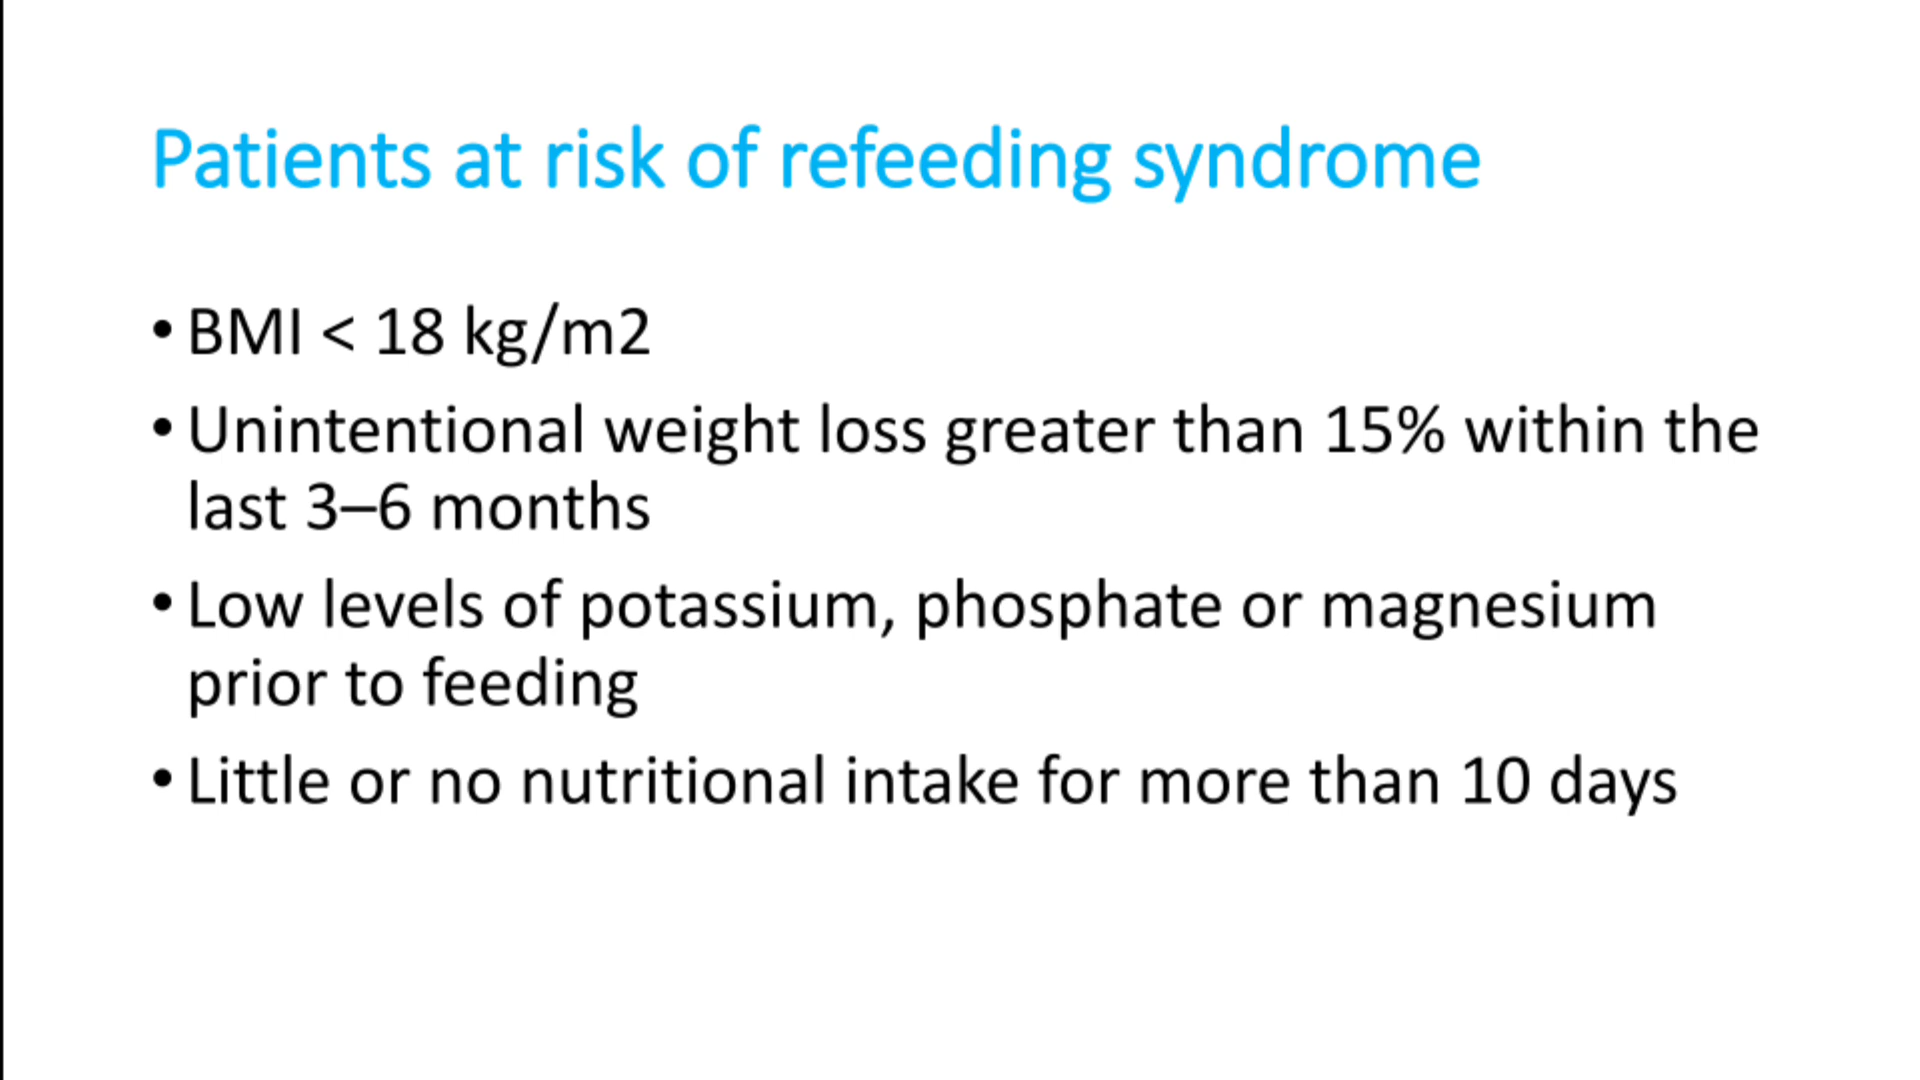 Patients at risk of refeeding syndrome
• BMI < 18 kg/m2
• Unintentional weight loss greater than 15% within the
last 3–6 months
• Low levels of potassium, phosphate or magnesium
prior to feeding
• Little or no nutritional intake for more than 10 days